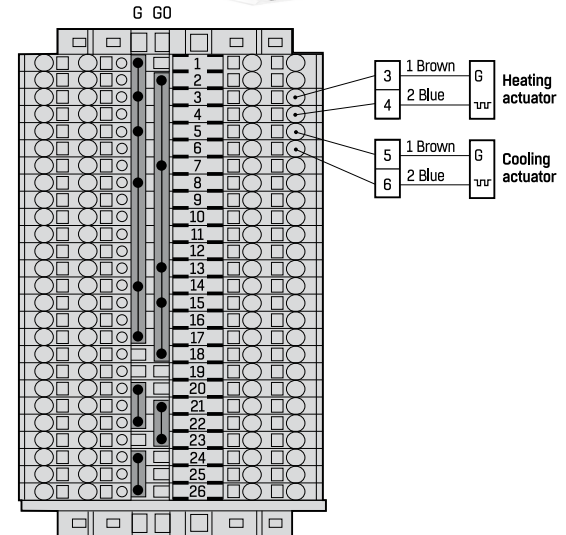 G GO
1
2
3
4
5
6
7
8
9
10
11
12
13
14
15
16
17
18
19
20
21
22
23
24
25
26
3 1 Brown G
4 2 Blue
Heating
actuator
5 1 Brown G
6 2 Blue
Cooling
actuator